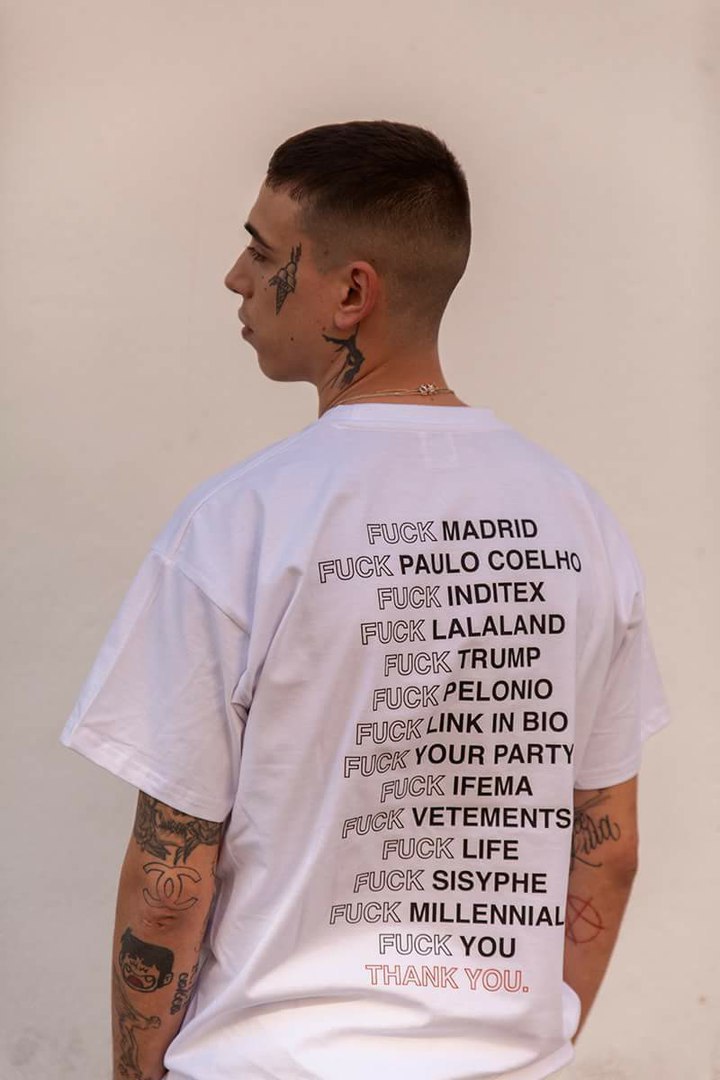 FUCK MADRID
FUCK PAULO COELHO
FUCK INDITEX
FUCK LALALAND
FUCK TRUMP
FUCK PELONIO
FUCK LINK IN BIO
FUCK YOUR PARTY
FUCK IFEMA
FUCK VETEMENTS
FUCK LIFE
FUCK SISYPHE
FUCK MILLENNIAL
FUCK YOU
THANK YOU.